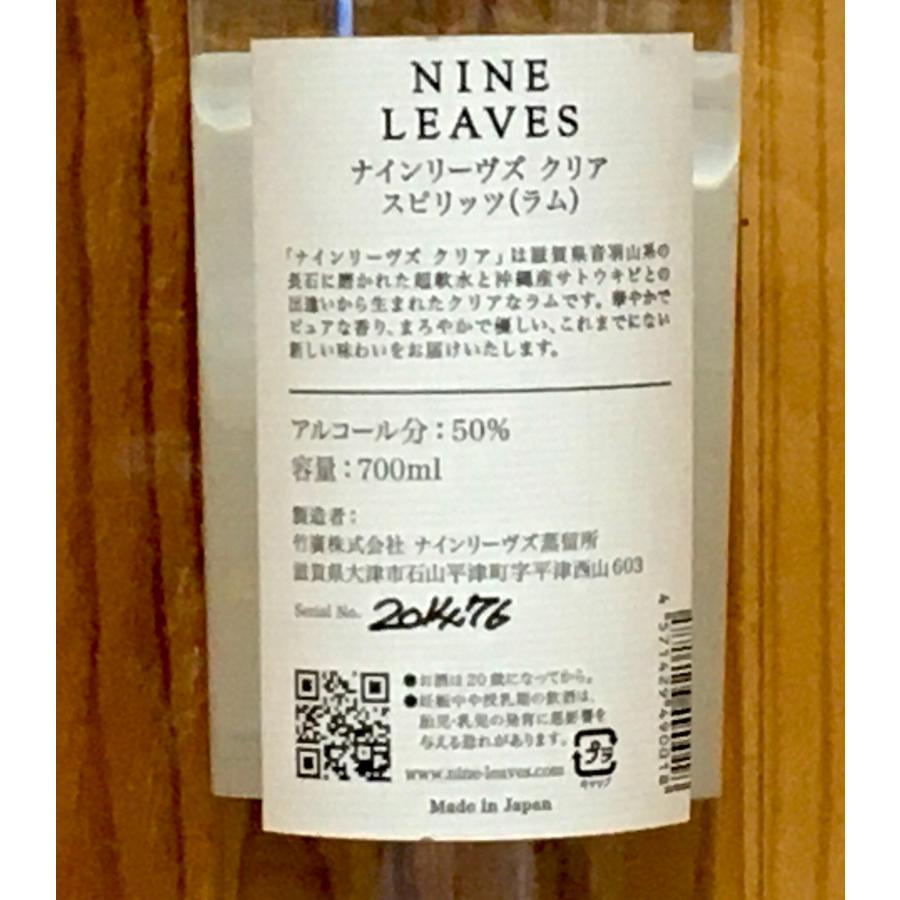 NINE
LEAVES
ナインリーヴズ クリア
スピリッツ(ラム)
「ナインリーヴズ クリア」は滋賀県音羽山系の
長石に磨かれた超軟水と沖縄産サトウキビとの
出逢いから生まれたクリアなラムです。華やかで
ピュアな香り、まろやかで優しい、これまでにない
新しい味わいをお届けいたします。
アルコール分：50%
容量：700ml
製造者：
竹廣株式会社 ナインリーヴズ蒸留所
滋賀県大津市石山平津町字平津西山603
Serial No.
●お酒は20歳になってから。
●妊娠中や授乳期の飲酒は、
胎児・乳児の発育に悪影響を
与える恐れがあります。
プラ
キャップ
www.nine-leaves.com
Made in Japan
4571429490018